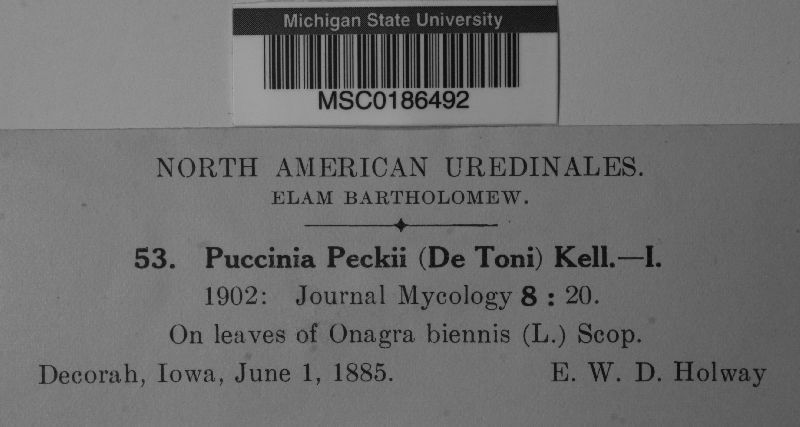 Michigan State University
MSC0186492
NORTH AMERICAN UREDINALES.
ELAM BARTHOLOMEW.
53. Puccinia Peckii (De Toni) Kell.—I.
1902: Journal Mycology 8 : 20.
On leaves of Onagra biennis (L.) Scop.
Decorah, Iowa, June 1, 1885. E. W. D. Holway